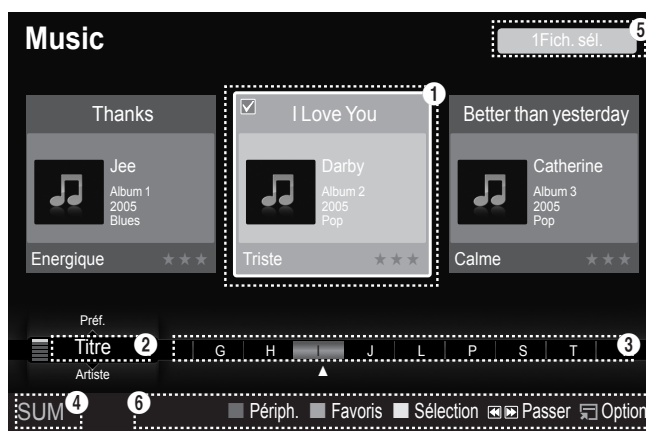 Music
1Fich. sél.
5
1
Thanks
Jee
Album 1
2005
Blues
Energique
I Love You
Darby
Album 2
2005
Pop
Triste
Better than yesterday
Catherine
Album 3
2005
Pop
Calme
Préf.
Titre
2
G H I J L P S T
3
Artiste
SUM
4
6
Périph. Favoris Sélection Passer Option